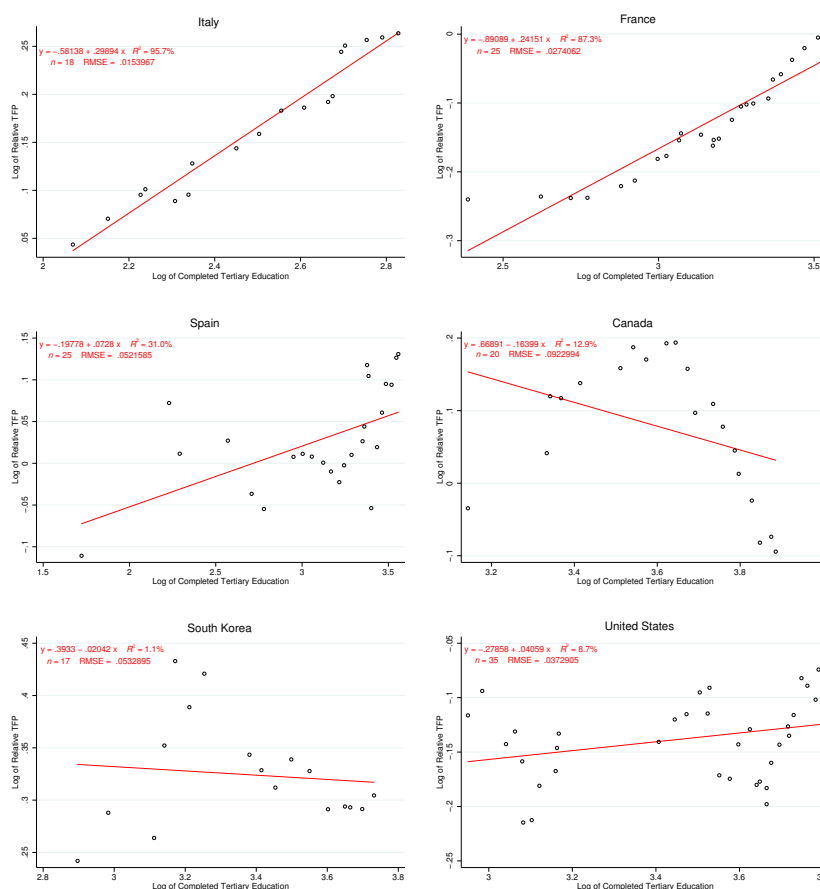 Italy
y = −.58138 + .29894 x R² = 95.7%
n = 18 RMSE = .0153967
Log of Relative TFP
.05 .1 .15 .2 .25
2 2.2 2.4 2.6 2.8
Log of Completed Tertiary Education
France
y = −.89089 + .24151 x R² = 87.3%
n = 25 RMSE = .0274062
Log of Relative TFP
−.3 −.2 −.1 0
2.5 3 3.5
Log of Completed Tertiary Education
Spain
y = −.19778 + .0728 x R² = 31.0%
n = 25 RMSE = .0521585
Log of Relative TFP
−.1 −.05 0 .05 .1 .15
1.5 2 2.5 3 3.5
Log of Completed Tertiary Education
Canada
y = .66891 − .16399 x R² = 12.9%
n = 20 RMSE = .0922994
Log of Relative TFP
−.1 0 .1 .2
3.2 3.4 3.6 3.8
Log of Completed Tertiary Education
South Korea
y = .3933 − .02042 x R² = 1.1%
n = 17 RMSE = .0532895
Log of Relative TFP
.25 .3 .35 .4 .45
2.8 3 3.2 3.4 3.6 3.8
Log of Completed Tertiary Education
United States
y = −.27858 + .04059 x R² = 8.7%
n = 35 RMSE = .0372905
Log of Relative TFP
−.25 −.2 −.15 −.1 −.05
3 3.2 3.4 3.6
Log of Completed Tertiary Education